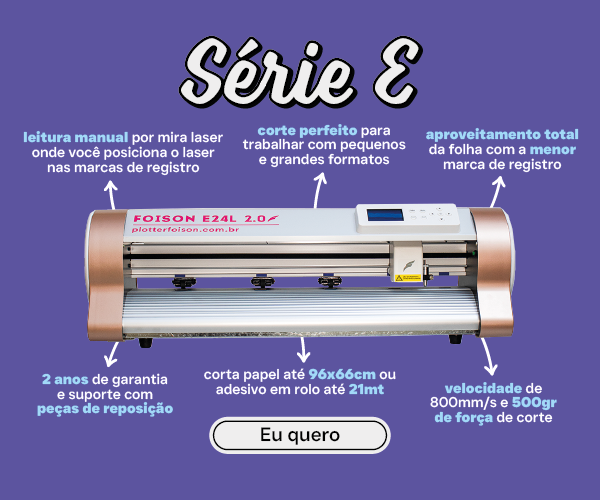 Série E
leitura manual por mira laser
onde você posiciona o laser
nas marcas de registro
corte perfeito para
trabalhar com pequenos
e grandes formatos
aproveitamento total
da folha com a menor
marca de registro
FOISON E24L 2.0
plotterfoison.com.br
2 anos de garantia
e suporte com
peças de reposição
corta papel até 96x66cm ou
adesivo em rolo até 21mt
velocidade de
800mm/s e 500gr
de força de corte
Eu quero